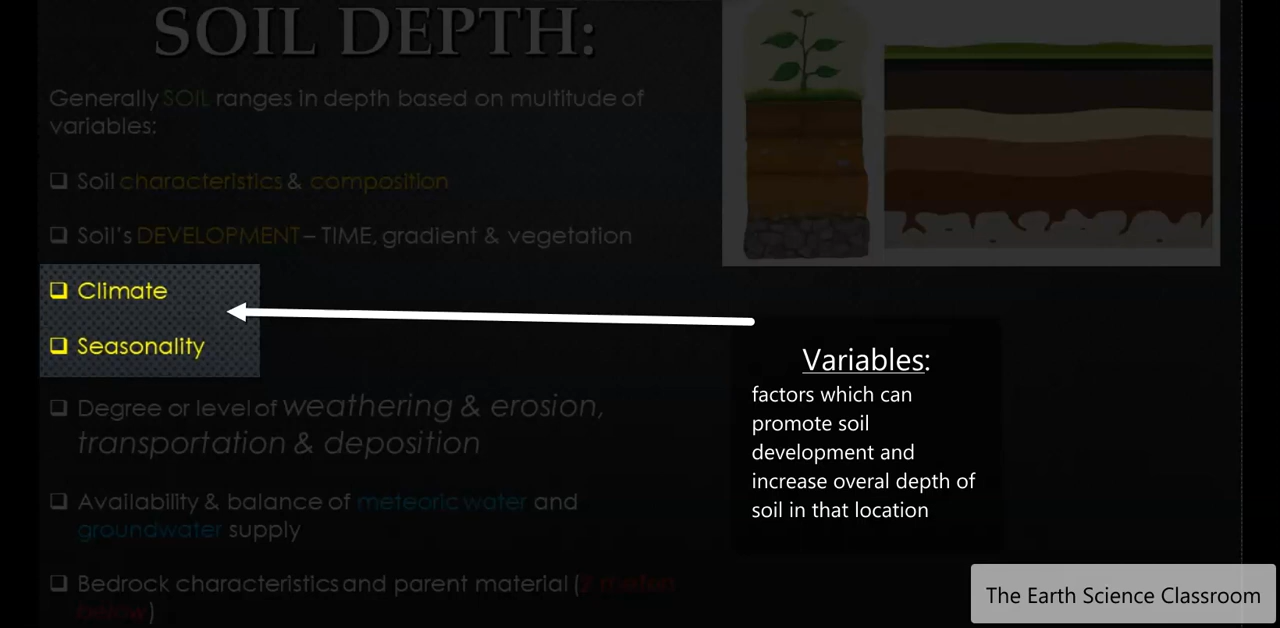 SOIL DEPTH:
Generally SOIL ranges in depth based on multitude of
variables:
❑ Soil characteristics & composition
❑ Soil's DEVELOPMENT – TIME, gradient & vegetation
❑ Climate
❑ Seasonality
❑ Degree or level of weathering & erosion,
transportation & deposition
❑ Availability & balance of meteoric water and
groundwater supply
❑ Bedrock characteristics and parent material (2 meters
below)
Variables:
factors which can
promote soil
development and
increase overal depth of
soil in that location
The Earth Science Classroom